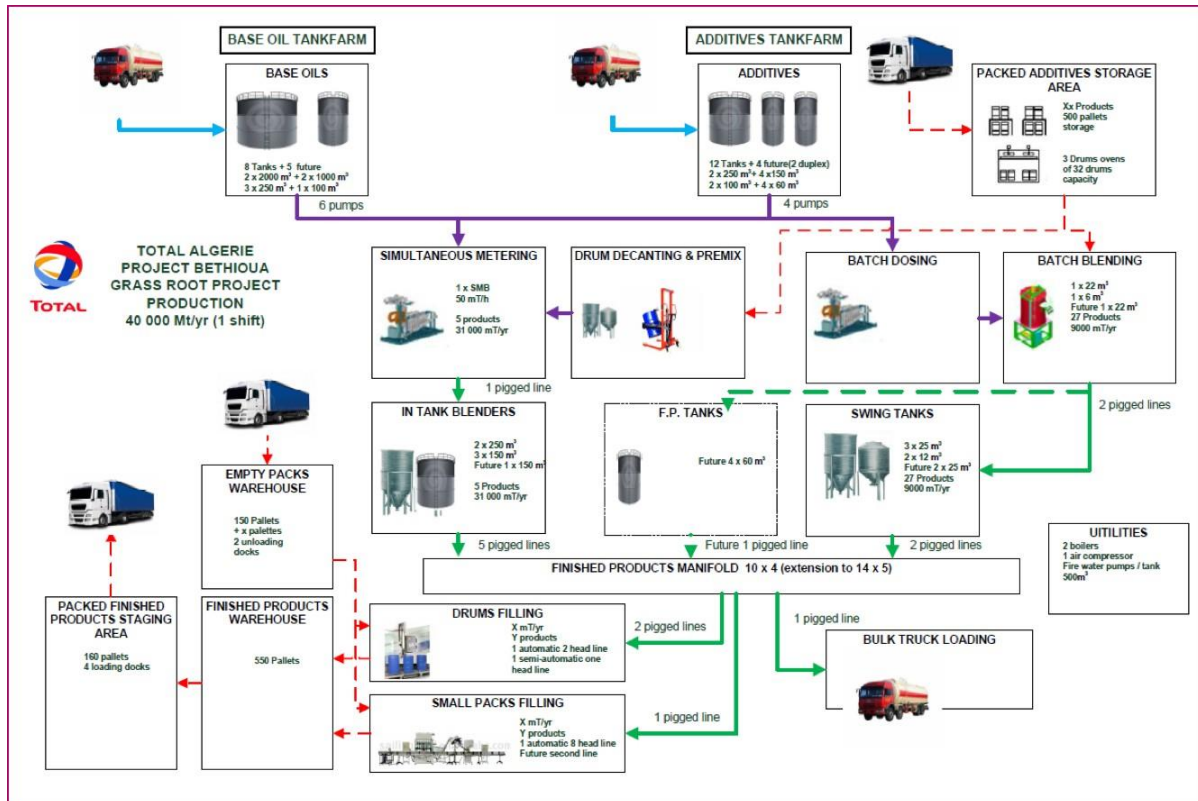 BASE OIL TANKFARM
ADDITIVES TANKFARM
BASE OILS
8 Tanks + 5 future
2 x 2000 m³ + 2 x 1000 m³
3 x 250 m³ + 1 x 100 m³
6 pumps
ADDITIVES
12 Tanks + 4 future(2 duplex)
2 x 250 m³+ 4 x150 m³
2 x 100 m³ + 4 x 60 m³
4 pumps
PACKED ADDITIVES STORAGE
AREA
Xx Products
500 pallets
storage
3 Drums ovens
of 32 drums
capacity
TOTAL
TOTAL ALGERIE
PROJECT BETHIOUA
GRASS ROOT PROJECT
PRODUCTION
40 000 Mt/yr (1 shift)
SIMULTANEOUS METERING
1 x SMB
50 mT/h
5 products
31 000 mT/yr
1 pigged line
DRUM DECANTING & PREMIX
BATCH DOSING
BATCH BLENDING
1 x 22 m³
1 x 6 m³
Future 1 x 22 m³
27 Products
9000 mT/yr
2 pigged lines
IN TANK BLENDERS
2 x 250 m³
3 x 150 m³
Future 1 x 150 m³
5 Products
31 000 mT/yr
5 pigged lines
F.P. TANKS
Future 4 x 60 m³
Future 1 pigged line
SWING TANKS
3 x 25 m³
2 x 12 m³
Future 2 x 25 m³
27 Products
9000 mT/yr
2 pigged lines
EMPTY PACKS
WAREHOUSE
150 Pallets
+ x palettes
2 unloading
docks
UITILITIES
2 boilers
1 air compressor
Fire water pumps / tank
500m³
FINISHED PRODUCTS MANIFOLD 10 x 4 (extension to 14 x 5)
PACKED FINISHED
PRODUCTS STAGING
AREA
160 pallets
4 loading docks
FINISHED PRODUCTS
WAREHOUSE
550 Pallets
DRUMS FILLING
X mT/yr
Y products
1 automatic 2 head line
1 semi-automatic one
head line
2 pigged lines
1 pigged line
BULK TRUCK LOADING
SMALL PACKS FILLING
X mT/yr
Y products
1 automatic 8 head line
Future second line
1 pigged line